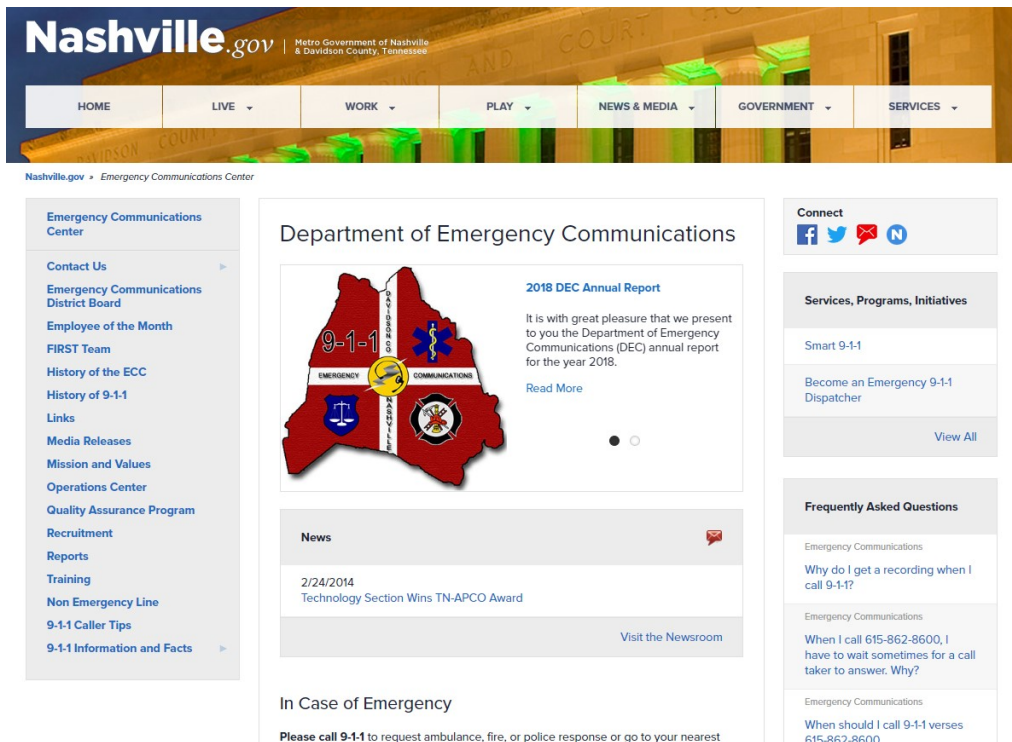 Nashville.gov | Metro Government of Nashville
& Davidson County, Tennessee
COURT HOUSE
AND
DAVIDSON COUNTY
HOME LIVE WORK PLAY NEWS & MEDIA GOVERNMENT SERVICES
Nashville.gov » Emergency Communications Center
Emergency Communications
Center
Contact Us
Emergency Communications
District Board
Employee of the Month
FIRST Team
History of the ECC
History of 9-1-1
Links
Media Releases
Mission and Values
Operations Center
Quality Assurance Program
Recruitment
Reports
Training
Non Emergency Line
9-1-1 Caller Tips
9-1-1 Information and Facts
Department of Emergency Communications
DAVIDSON CO
9-1-1
EMERGENCY COMMUNICATIONS
NASHVILLE
2018 DEC Annual Report
It is with great pleasure that we present
to you the Department of Emergency
Communications (DEC) annual report
for the year 2018.
Read More
News
2/24/2014
Technology Section Wins TN-APCO Award
Visit the Newsroom
In Case of Emergency
Please call 9-1-1 to request ambulance, fire, or police response or go to your nearest
Connect
Services, Programs, Initiatives
Smart 9-1-1
Become an Emergency 9-1-1
Dispatcher
View All
Frequently Asked Questions
Emergency Communications
Why do I get a recording when I
call 9-1-1?
Emergency Communications
When I call 615-862-8600, I
have to wait sometimes for a call
taker to answer. Why?
Emergency Communications
When should I call 9-1-1 verses
615-862-8600